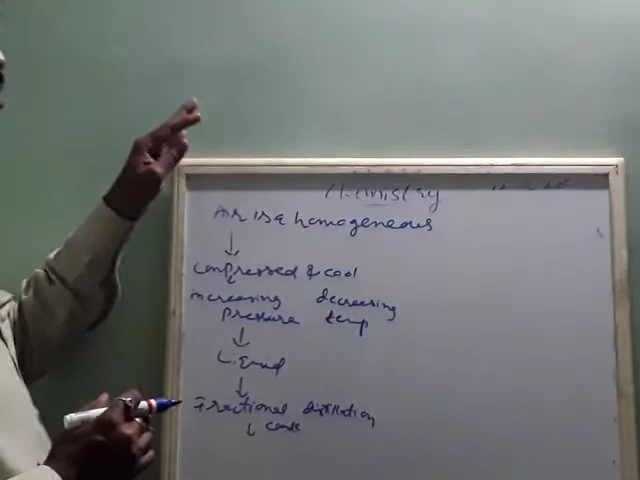 Chemistry
Air is a homogeneous
compressed & cool
increasing decreasing
pressure temp
Liquid
Fractional distillation